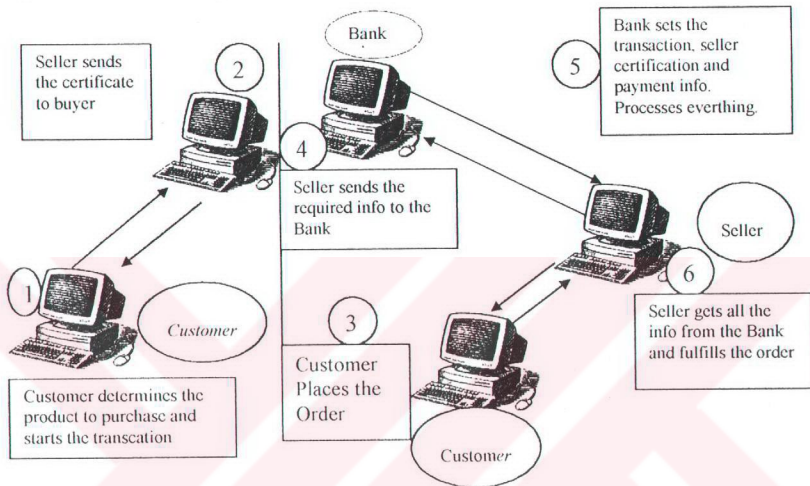 Seller sends
the certificate
to buyer
2
Bank
5
Bank sets the
transaction, seller
certification and
payment info.
Processes everthing.
4
Seller sends the
required info to the
Bank
Seller
1
Customer
3
6
Customer
Places the
Order
Seller gets all the
info from the Bank
and fulfills the order
Customer determines the
product to purchase and
starts the transcation
Customer